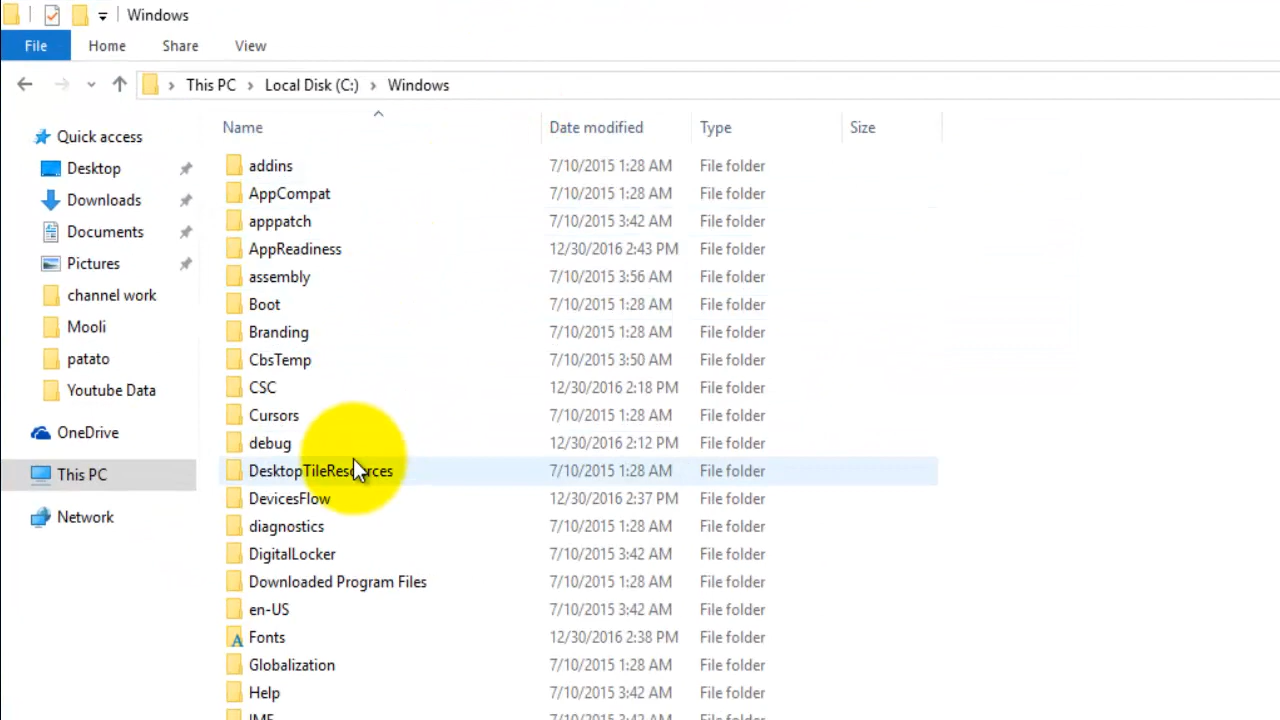 Windows
File Home Share View
This PC Local Disk (C:) Windows
Name Date modified Type Size
Quick access
Desktop
Downloads
Documents
Pictures
channel work
Mooli
patato
Youtube Data
OneDrive
This PC
Network
addins 7/10/2015 1:28 AM File folder
AppCompat 7/10/2015 1:28 AM File folder
apppatch 7/10/2015 3:42 AM File folder
AppReadiness 12/30/2016 2:43 PM File folder
assembly 7/10/2015 3:56 AM File folder
Boot 7/10/2015 1:28 AM File folder
Branding 7/10/2015 1:28 AM File folder
CbsTemp 7/10/2015 3:50 AM File folder
CSC 12/30/2016 2:18 PM File folder
Cursors 7/10/2015 1:28 AM File folder
debug 12/30/2016 2:12 PM File folder
DesktopTileResources 7/10/2015 1:28 AM File folder
DevicesFlow 12/30/2016 2:37 PM File folder
diagnostics 7/10/2015 1:28 AM File folder
DigitalLocker 7/10/2015 3:42 AM File folder
Downloaded Program Files 7/10/2015 1:28 AM File folder
en-US 7/10/2015 3:42 AM File folder
Fonts 12/30/2016 2:38 PM File folder
Globalization 7/10/2015 1:28 AM File folder
Help 7/10/2015 3:42 AM File folder
IME 7/10/2015 3:42 AM File folder